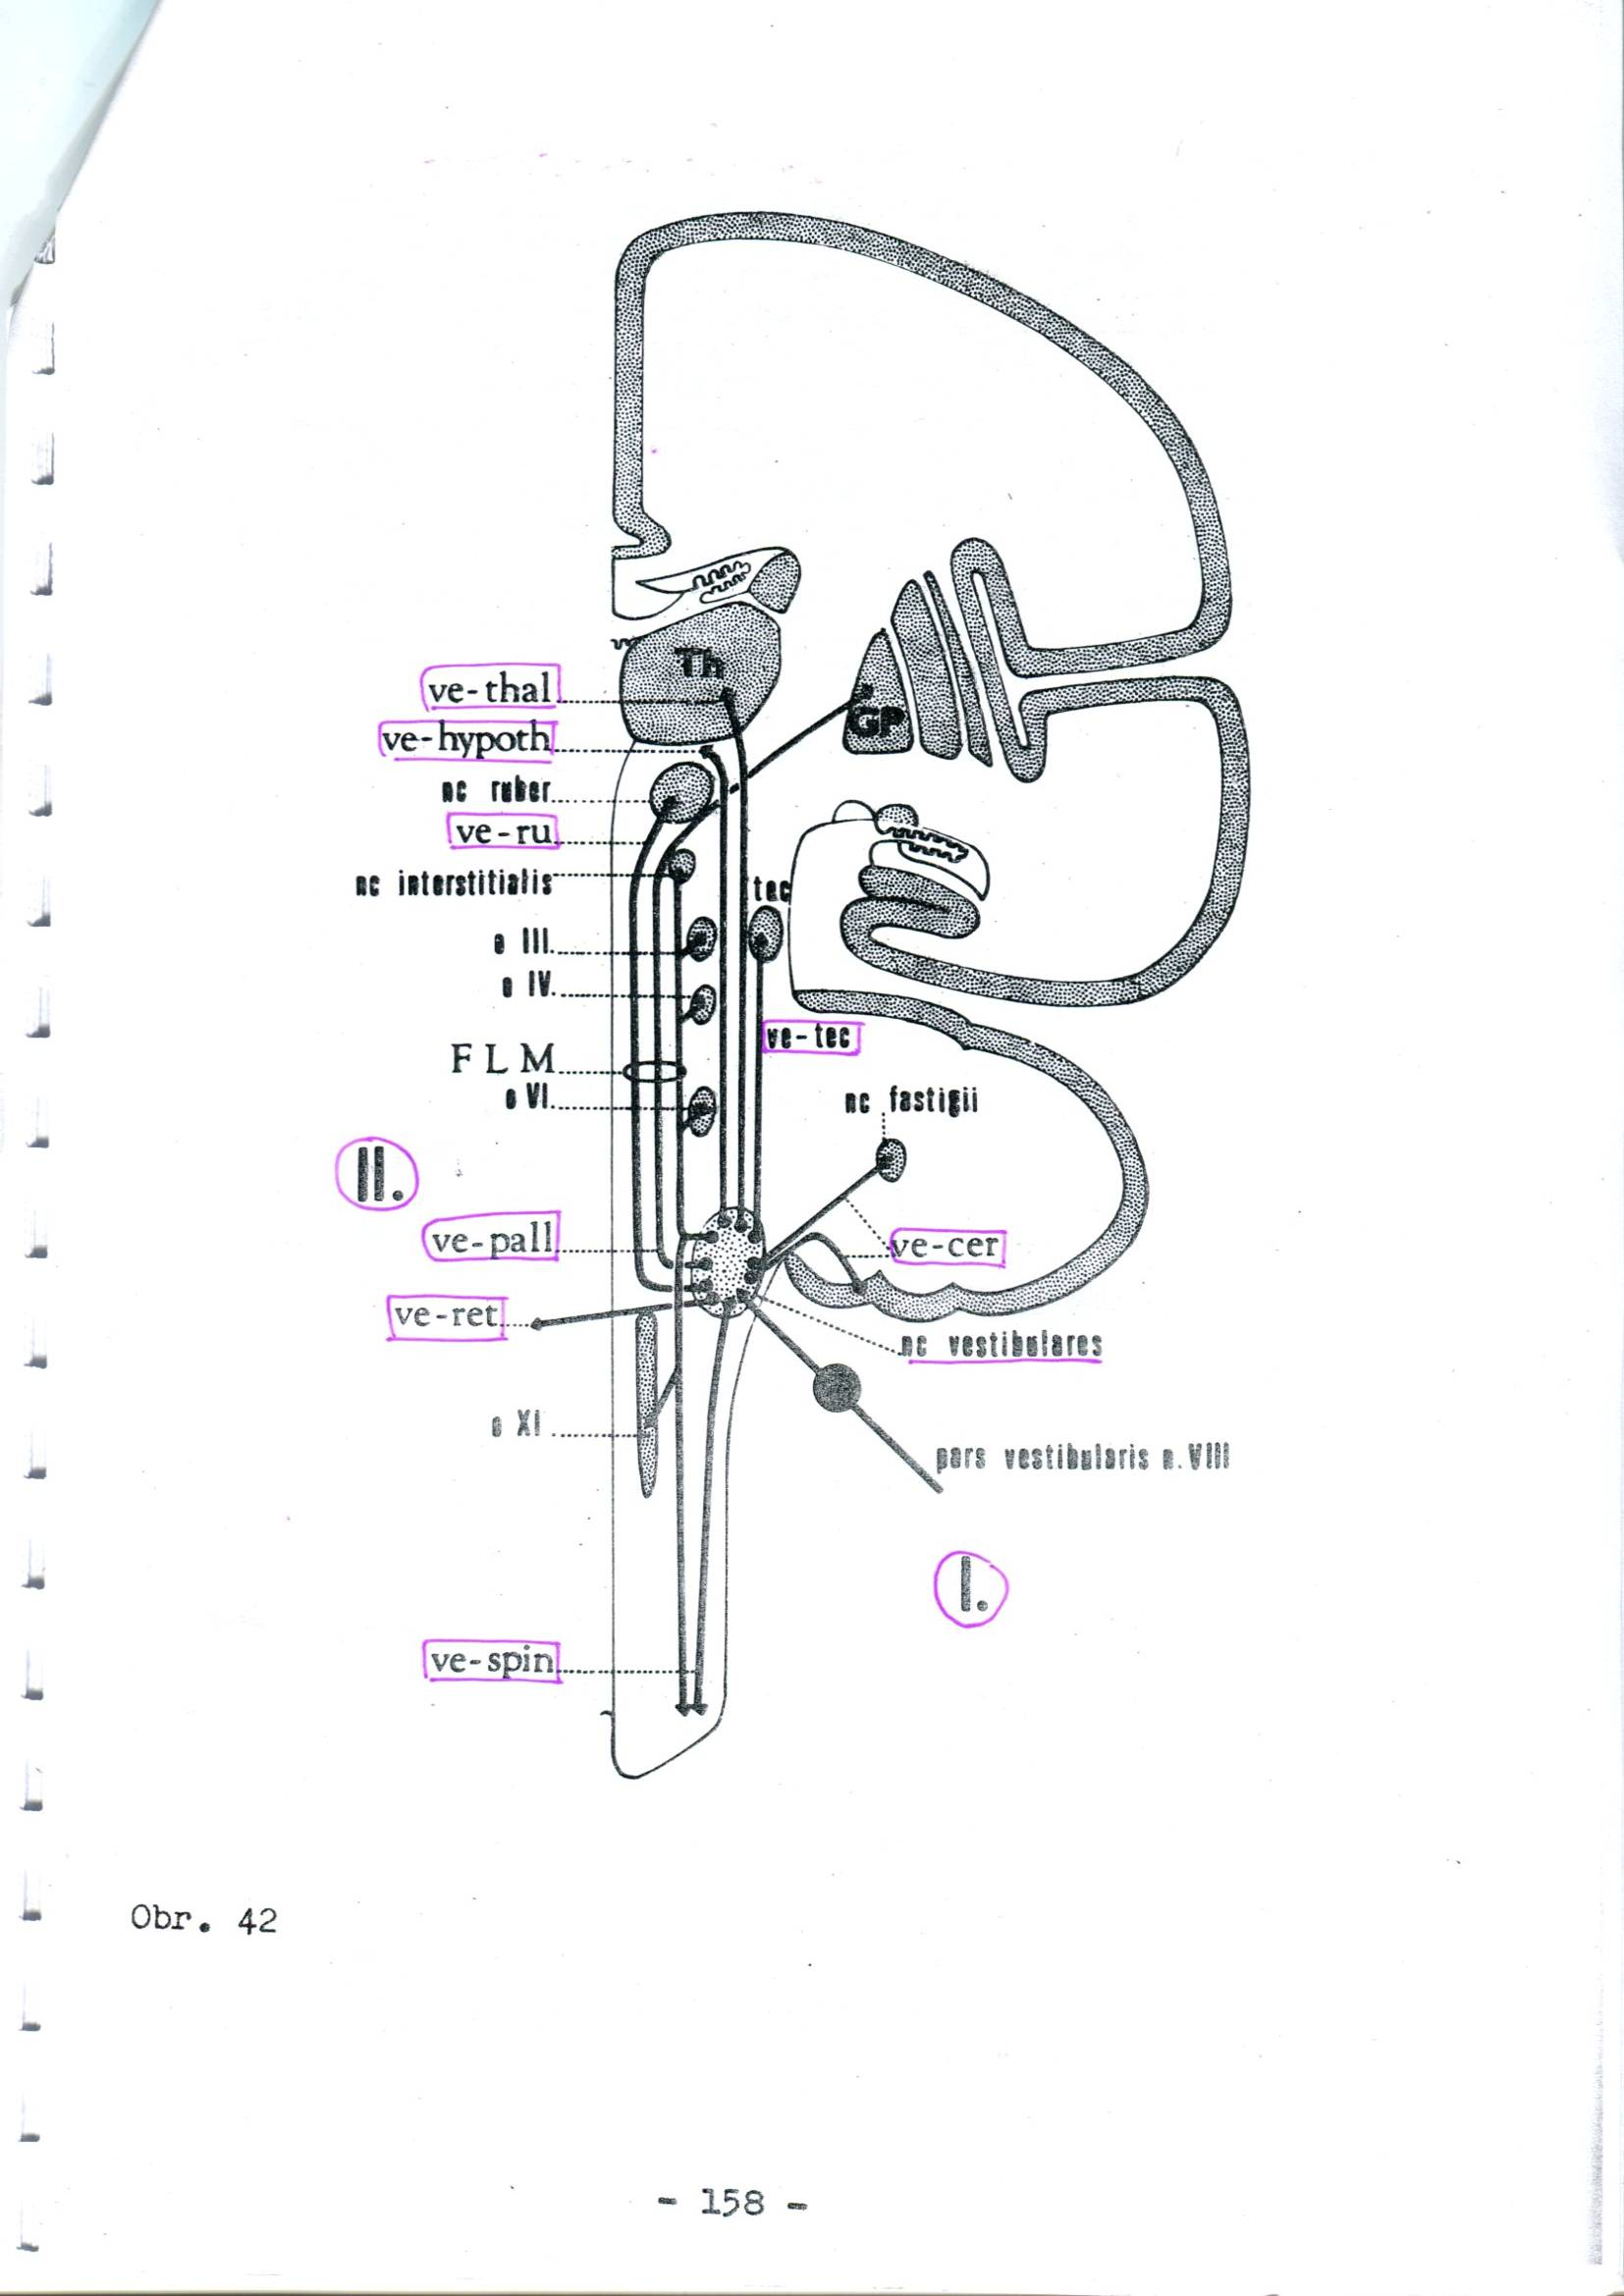 Th
ve-thal
GP
ve-hypoth
nc ruber
ve-ru
nc interstitialis
tec
o III
o IV
ve-tec
F L M
o VI
nc fastigii
II.
ve-pall
ve-cer
ve-ret
nc vestibulares
o XI
pars vestibularis n.VIII
I.
ve-spin
Obr. 42
- 158 -